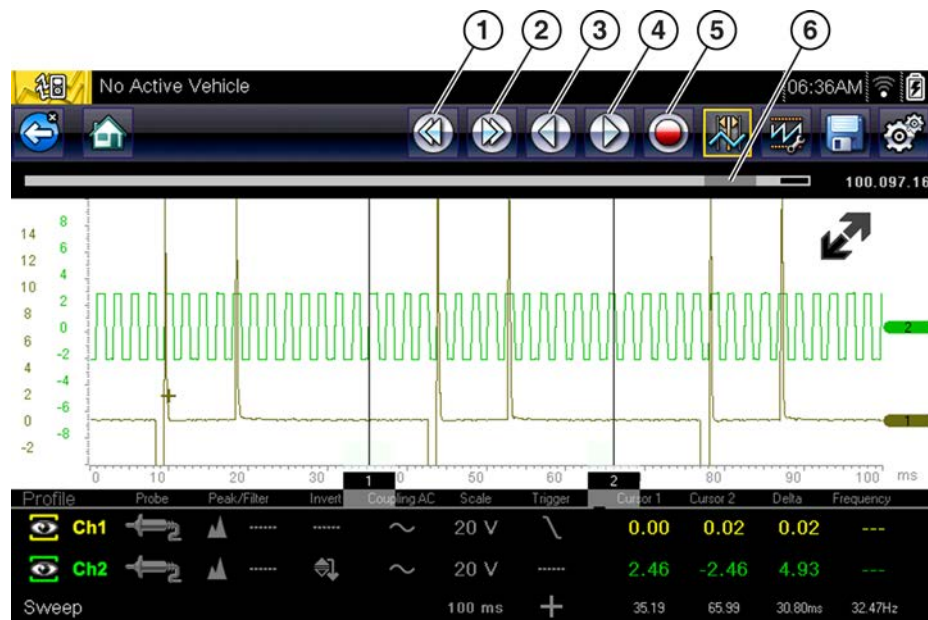 1 2 3 4 5 6
No Active Vehicle 06:36AM
100.097.16
14 12 10 8 6 4 2 0 -2
8 6 4 2 0 -2 -4 -6 -8
2
1
0 10 20 30 1 0 50 60 2 80 90 100 ms
Profile Probe Peak/Filter Invert Coupling AC Scale Trigger Cursor 1 Cursor 2 Delta Frequency
Ch1 ------ ------ 20 V 0.00 0.02 0.02 ---
Ch2 ------ 20 V ------ 2.46 -2.46 4.93 ---
Sweep 100 ms 35.19 65.99 30.80ms 32.47Hz